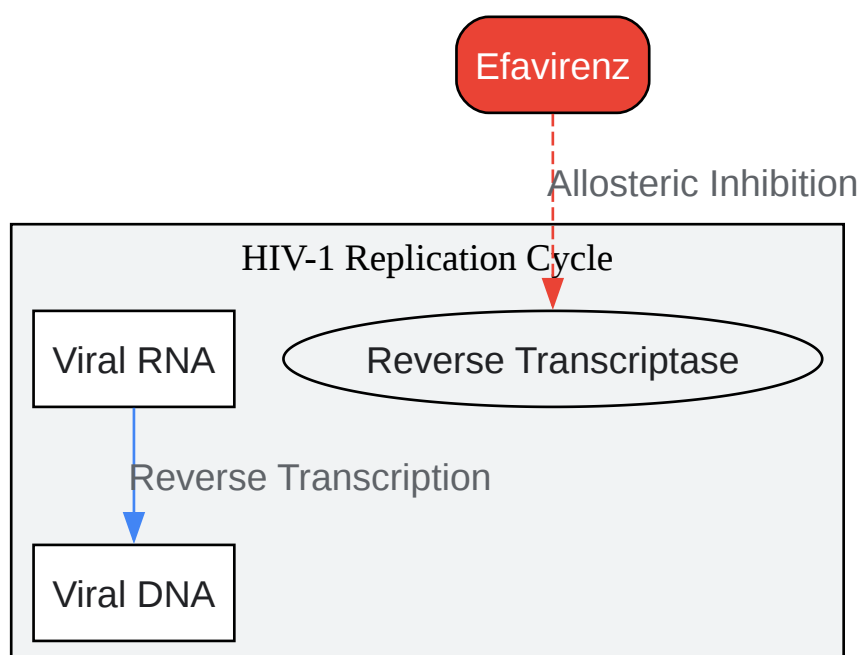 Efavirenz
Allosteric Inhibition
HIV-1 Replication Cycle
Viral RNA
Reverse Transcriptase
Reverse Transcription
Viral DNA